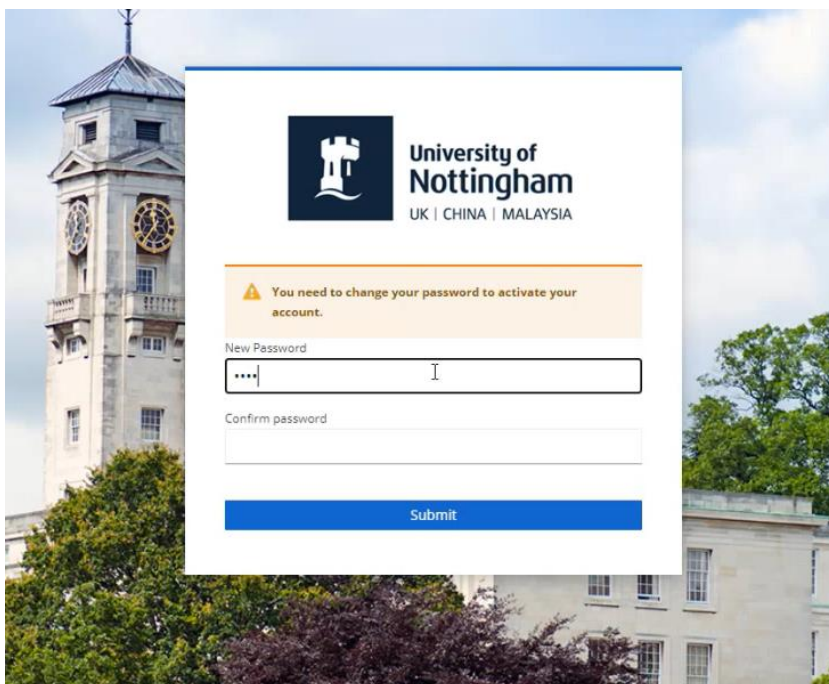 University of
Nottingham
UK | CHINA | MALAYSIA
You need to change your password to activate your
account.
New Password
••••
Confirm password
Submit